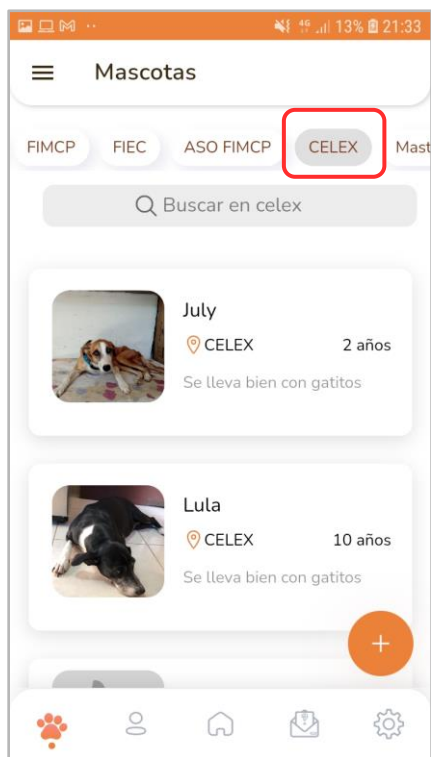 13% 21:33
Mascotas
FIMCP FIEC ASO FIMCP CELEX Mast
Buscar en celex
July
CELEX 2 años
Se lleva bien con gatitos
Lula
CELEX 10 años
Se lleva bien con gatitos
+